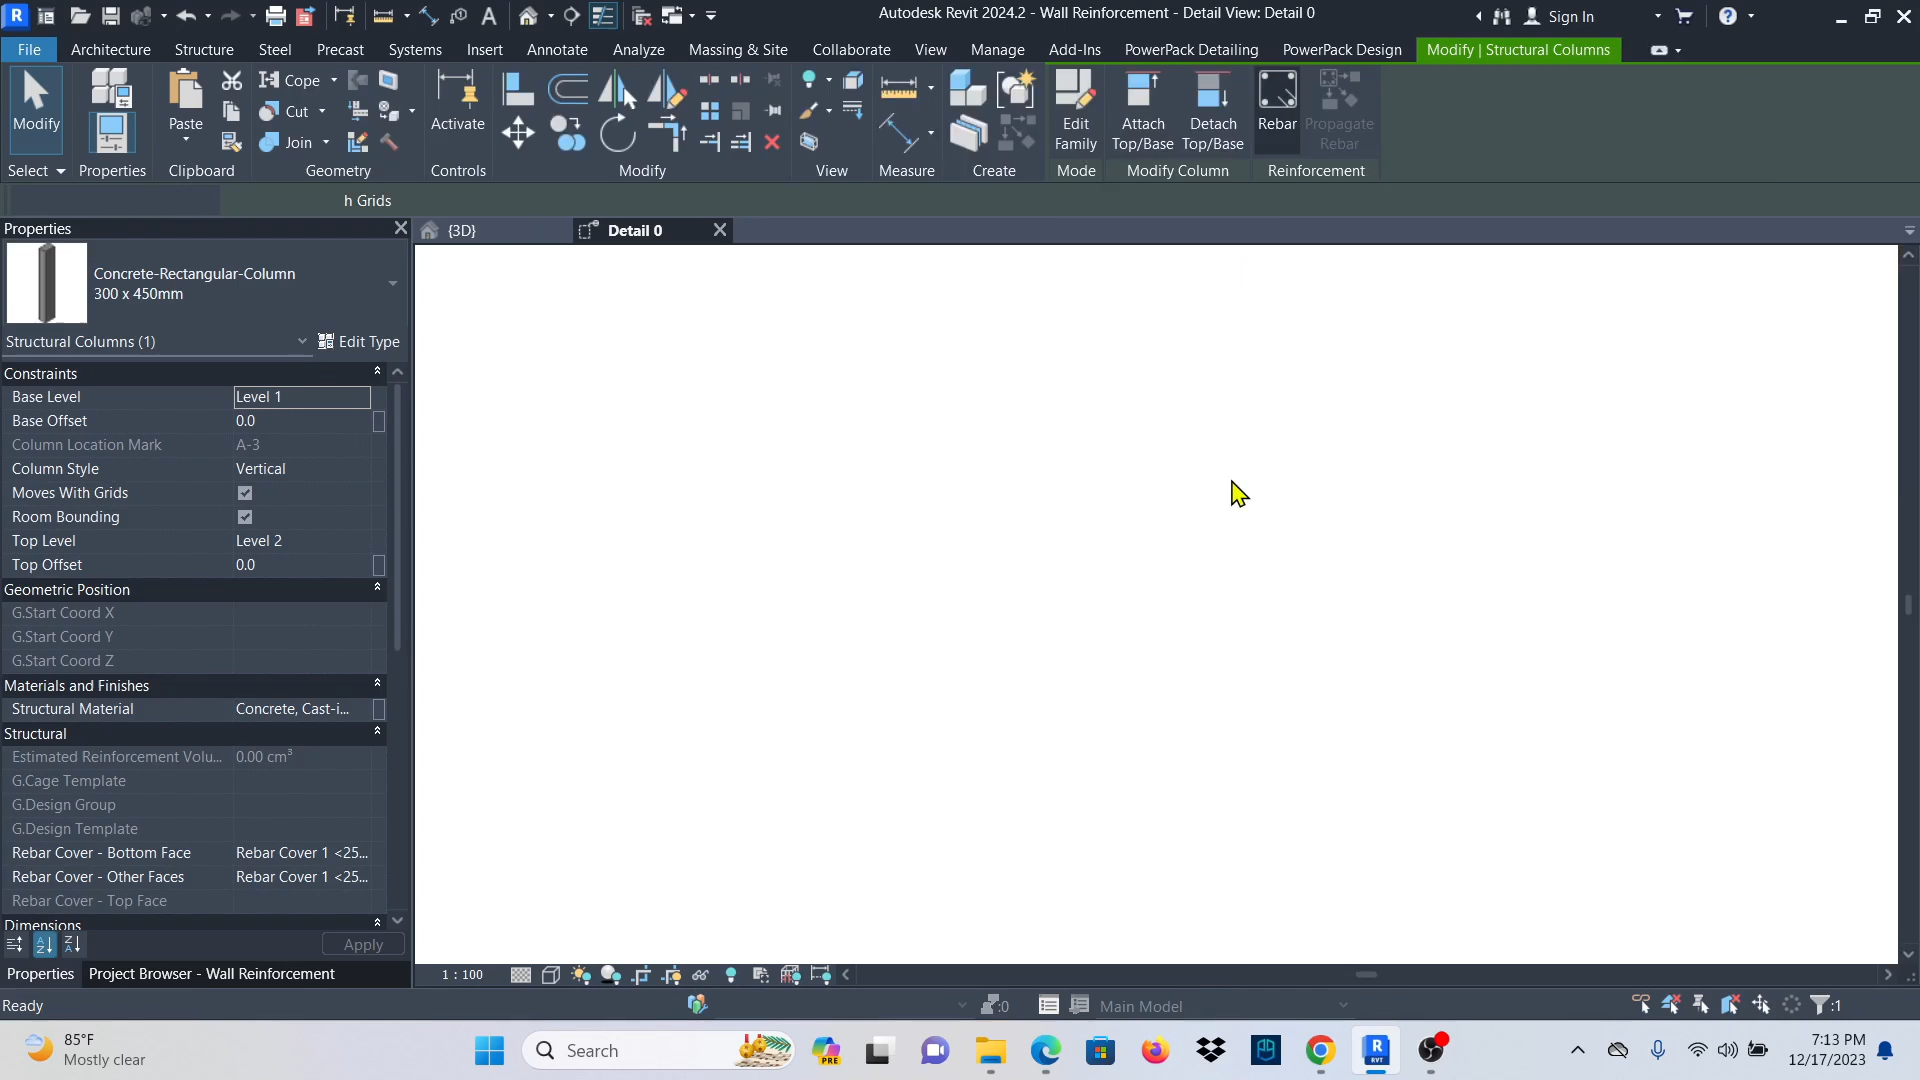 Autodesk Revit 2024.2 - Wall Reinforcement - Detail View: Detail 0
Sign In
File Architecture Structure Steel Precast Systems Insert Annotate Analyze Massing & Site Collaborate View Manage Add-Ins PowerPack Detailing PowerPack Design Modify | Structural Columns
Modify
Paste
Cope
Cut
Join
Activate
Edit Family
Attach Top/Base
Detach Top/Base
Rebar
Propagate Rebar
Select Properties Clipboard Geometry Controls Modify View Measure Create Mode Modify Column Reinforcement
h Grids
Properties
{3D}
Detail 0
Concrete-Rectangular-Column
300 x 450mm
Structural Columns (1)
Edit Type
Constraints
Base Level Level 1
Base Offset 0.0
Column Location Mark A-3
Column Style Vertical
Moves With Grids
Room Bounding
Top Level Level 2
Top Offset 0.0
Geometric Position
G.Start Coord X
G.Start Coord Y
G.Start Coord Z
Materials and Finishes
Structural Material Concrete, Cast-i...
Structural
Estimated Reinforcement Volu... 0.00 cm³
G.Cage Template
G.Design Group
G.Design Template
Rebar Cover - Bottom Face Rebar Cover 1 <25...
Rebar Cover - Other Faces Rebar Cover 1 <25...
Rebar Cover - Top Face
Dimensions
Apply
Properties Project Browser - Wall Reinforcement
1 : 100
Ready
:0
Main Model
:1
85°F
Mostly clear
Search
PRE
7:13 PM
12/17/2023